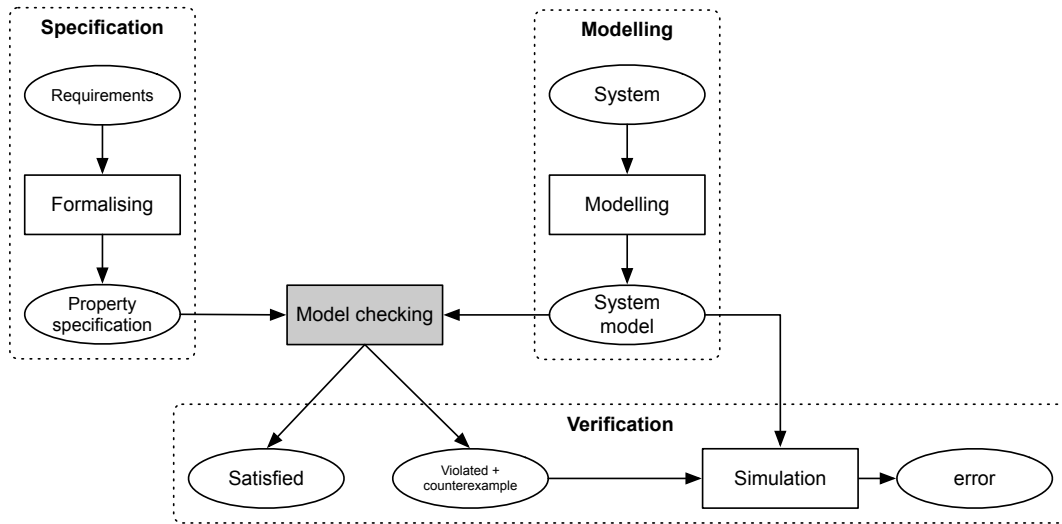 Specification
Requirements
Formalising
Property
specification
Model checking
Modelling
System
Modelling
System
model
Verification
Satisfied
Violated +
counterexample
Simulation
error